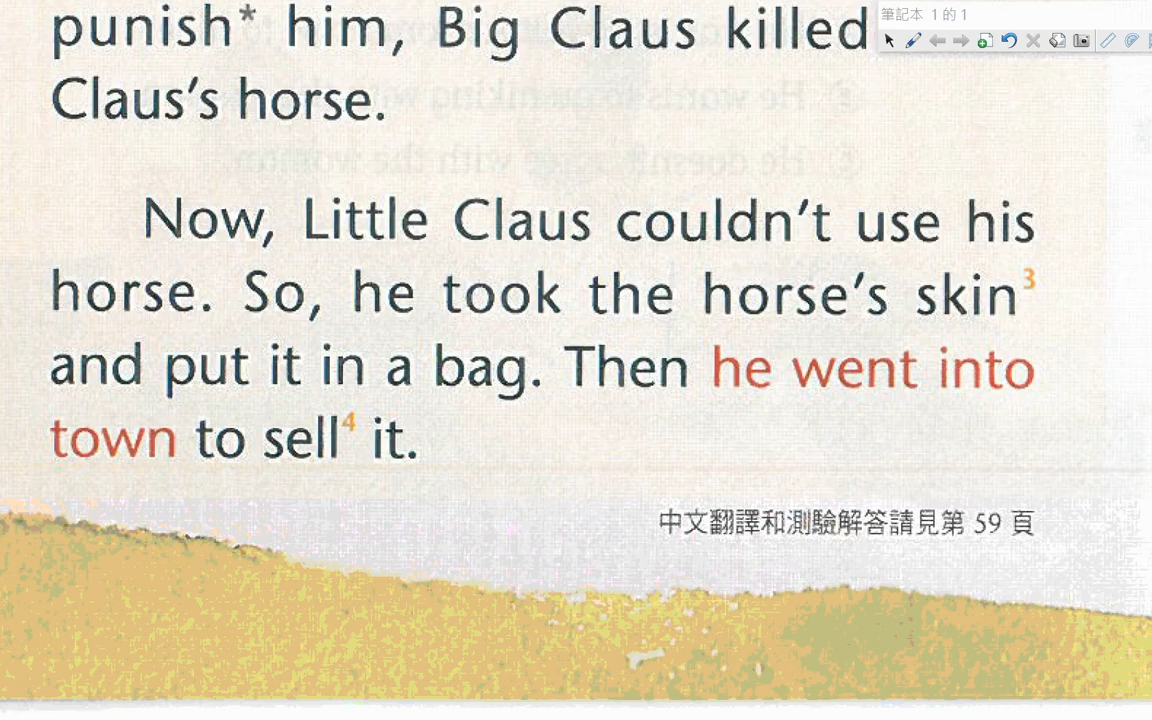 筆記本 1 的 1
punish* him, Big Claus killed
Claus's horse.
Now, Little Claus couldn't use his
horse. So, he took the horse's skin3
and put it in a bag. Then he went into
town to sell4 it.
中文翻譯和測驗解答請見第 59 頁